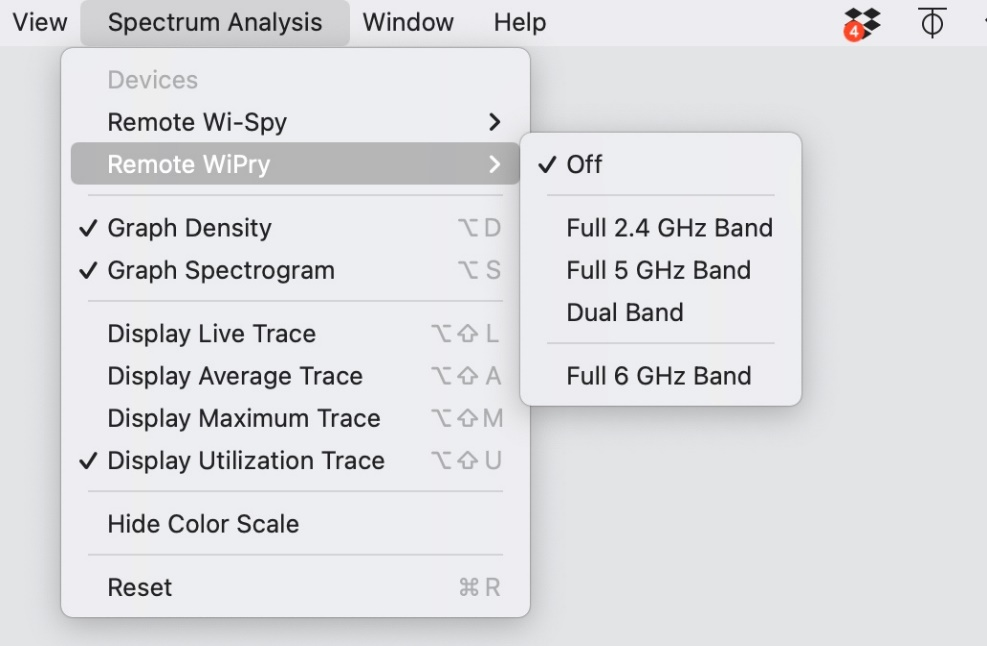 View Spectrum Analysis Window Help 4
Devices
Remote Wi-Spy
Remote WiPry
✓ Off
✓ Graph Density ⌥ D
Full 2.4 GHz Band
✓ Graph Spectrogram ⌥ S
Full 5 GHz Band
Dual Band
Display Live Trace ⌥⇧ L
Display Average Trace ⌥⇧ A
Full 6 GHz Band
Display Maximum Trace ⌥⇧ M
✓ Display Utilization Trace ⌥⇧ U
Hide Color Scale
Reset ⌘ R